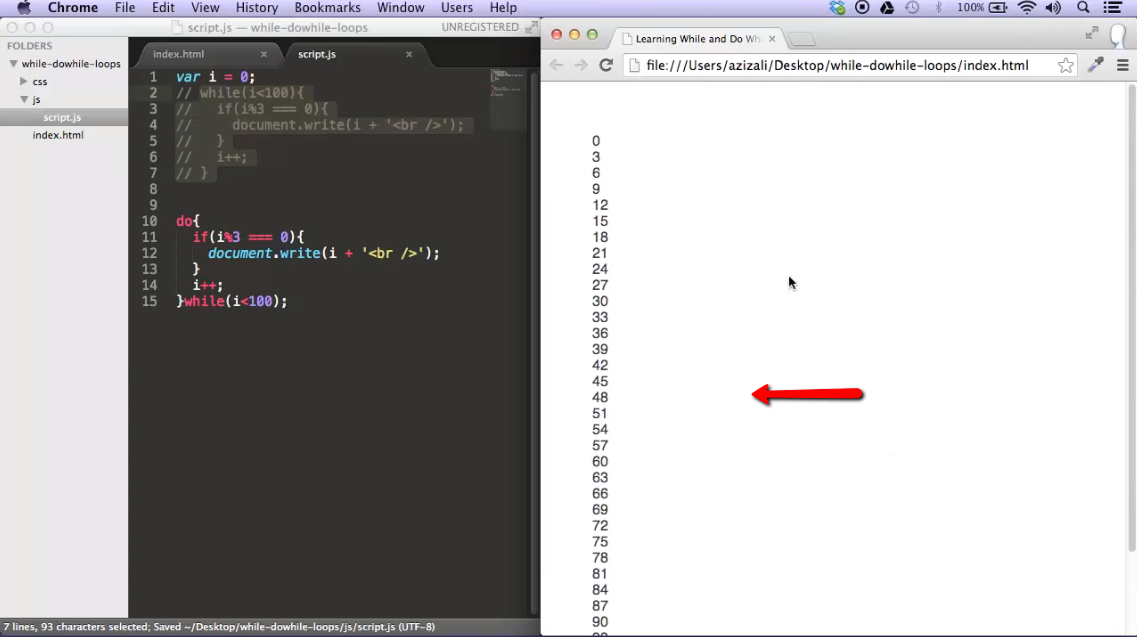 Chrome File Edit View History Bookmarks Window Users Help 100%
script.js — while-dowhile-loops UNREGISTERED
FOLDERS
while-dowhile-loops
css
js
script.js
index.html
index.html × script.js ×
1 var i = 0;
2 // while(i<100){
3 //   if(i%3 === 0){
4 //     document.write(i + '<br />');
5 //   }
6 //   i++;
7 // }
8
9
10 do{
11   if(i%3 === 0){
12     document.write(i + '<br />');
13   }
14   i++;
15 }while(i<100);
7 lines, 93 characters selected; Saved ~/Desktop/while-dowhile-loops/js/script.js (UTF-8)
Learning While and Do Wh ×
file:///Users/azizali/Desktop/while-dowhile-loops/index.html
0
3
6
9
12
15
18
21
24
27
30
33
36
39
42
45
48
51
54
57
60
63
66
69
72
75
78
81
84
87
90